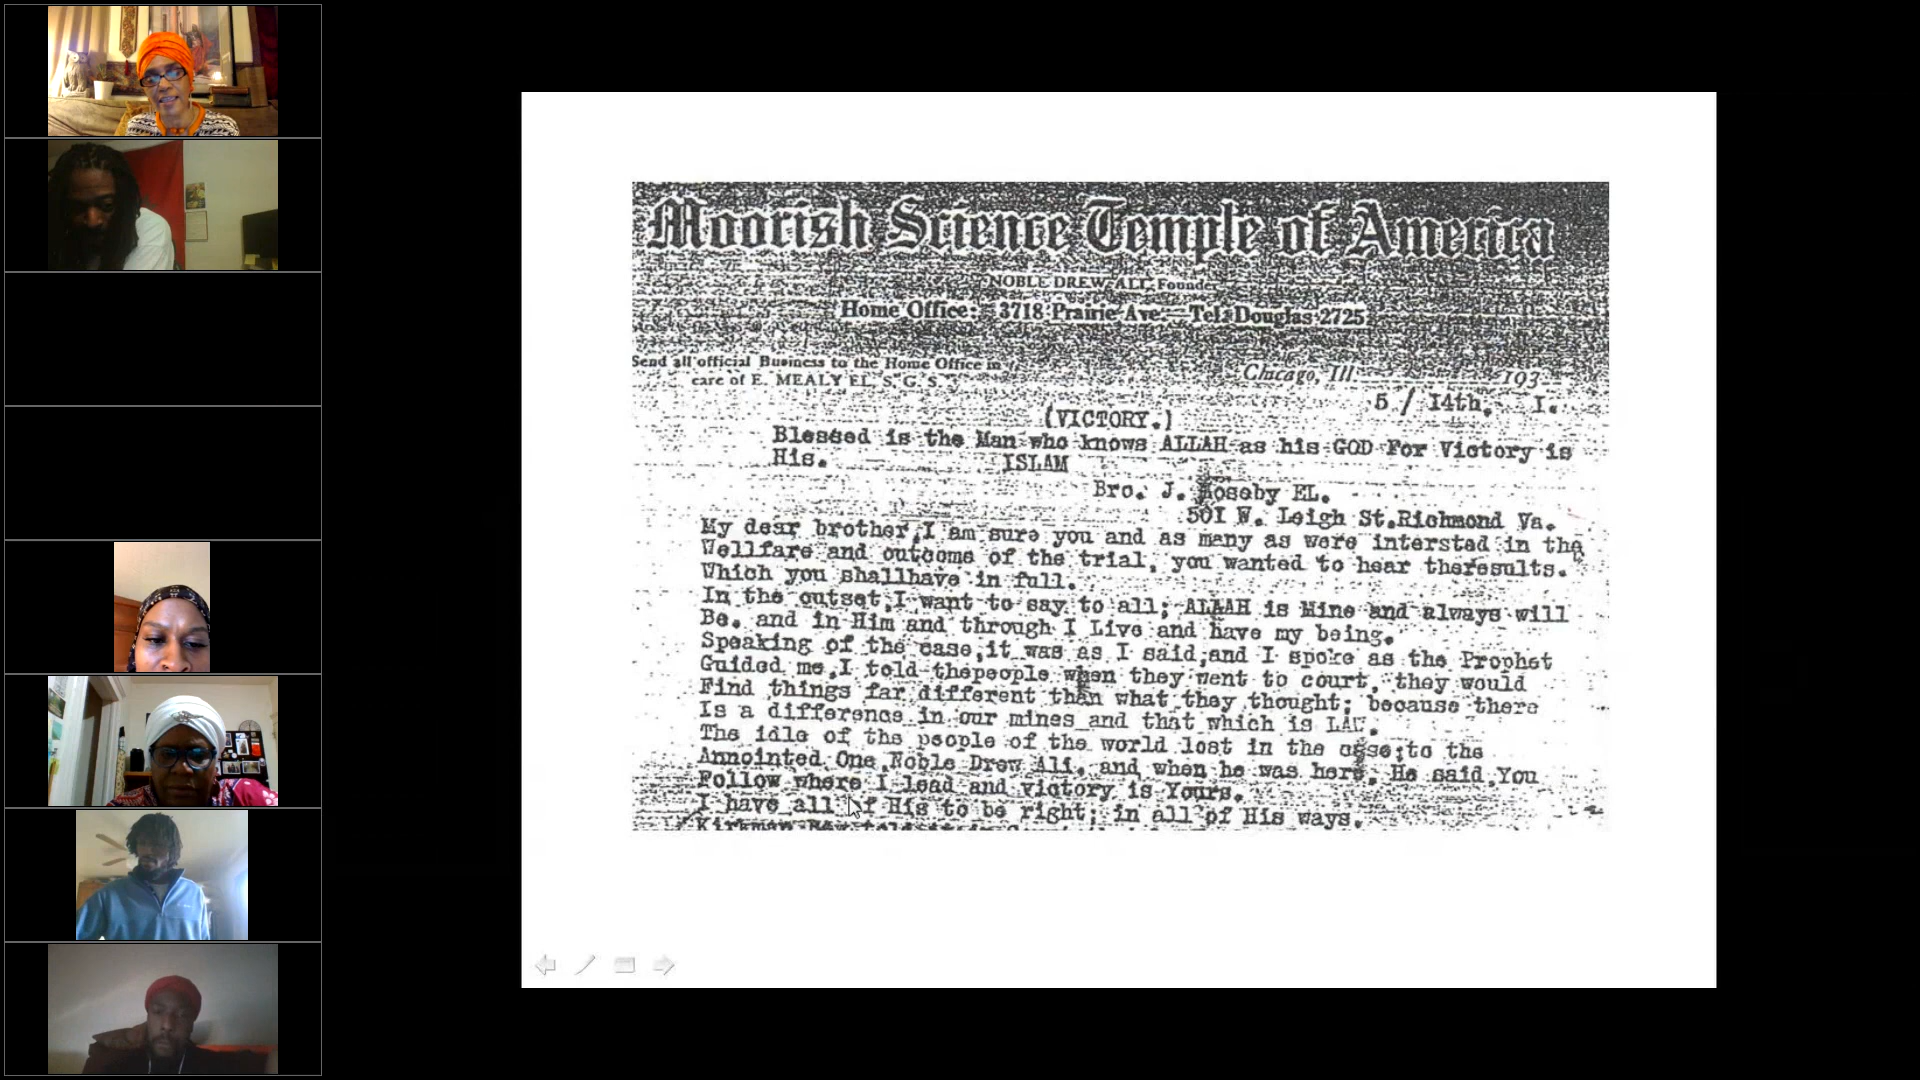 Moorish Science Temple of America
NOBLE DREW ALI, Founder
Home Office: 3718 Prairie Ave.—Tel. Douglas 2725
Send all official Business to the Home Office in
care of E. MEALY EL, S. G. S.
Chicago, Ill 193
5 / I4th, I.
(VICTORY.)
Blessed is the Man who knows ALLAH as his GOD For Victory is
His. ISLAM
Bro. J. EL.
50I W. Leigh St.Richmond Va.
My dear brother,I am sure you and as many as were intersted in the
Wellfare and outcome of the trial, you wanted to hear theresults.
Which you shallhave in full.
In the outset,I want to say to all; is Mine and always will
Be. and in Him and through I Live and have my being.
Speaking of the case,it was as I said,and I spoke as the Prophet
Guided me,I told thepeople when they went to court, they would
Find things far different than what they thought; because there
Is a difference in our mines and that which is
The idle of the people of the world lost in the to the
Annointed One Noble Drew Ali, and when he was here, He said You
Follow where I lead and victory is Yours.
I have all of His to be right; in all of His ways.